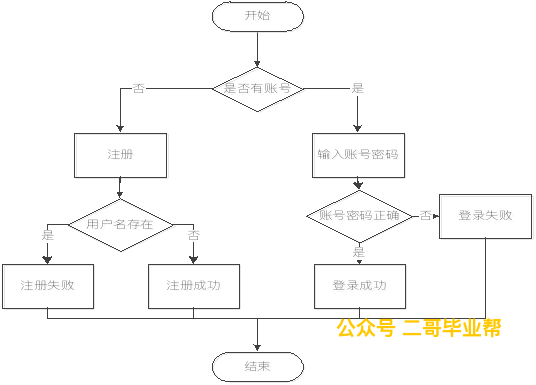 开始
是否有账号
否
是
注册
输入账号密码
用户名存在
账号密码正确
否
登录失败
是
否
是
注册失败
注册成功
登录成功
公众号 二哥毕业帮
结束